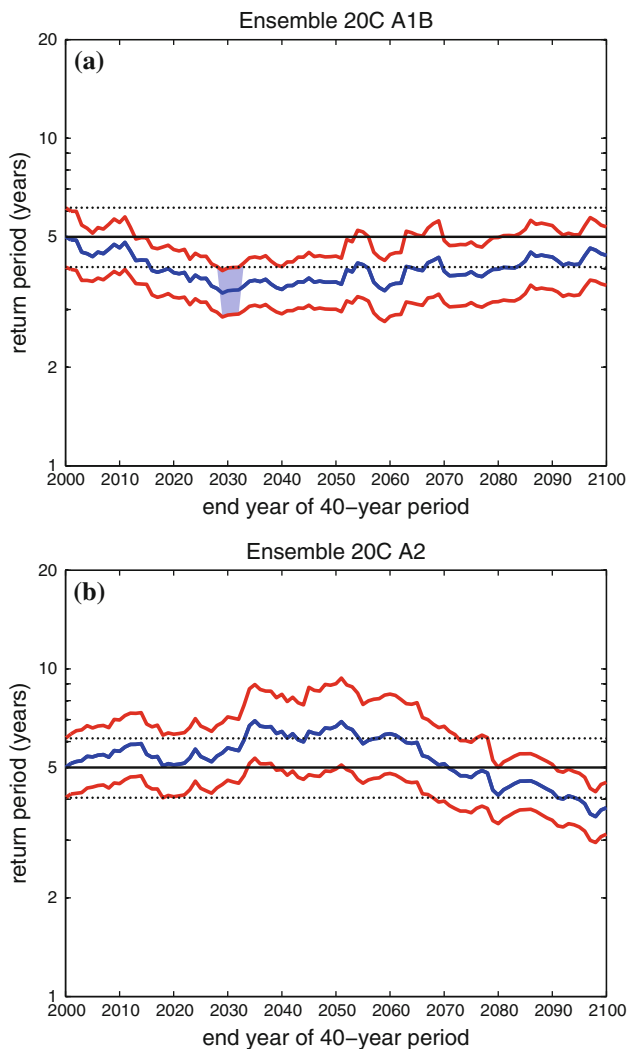 Ensemble 20C A1B
(a)
20
10
5
2
1
return period (years)
2000 2010 2020 2030 2040 2050 2060 2070 2080 2090 2100
end year of 40−year period
Ensemble 20C A2
(b)
20
10
5
2
1
return period (years)
2000 2010 2020 2030 2040 2050 2060 2070 2080 2090 2100
end year of 40−year period